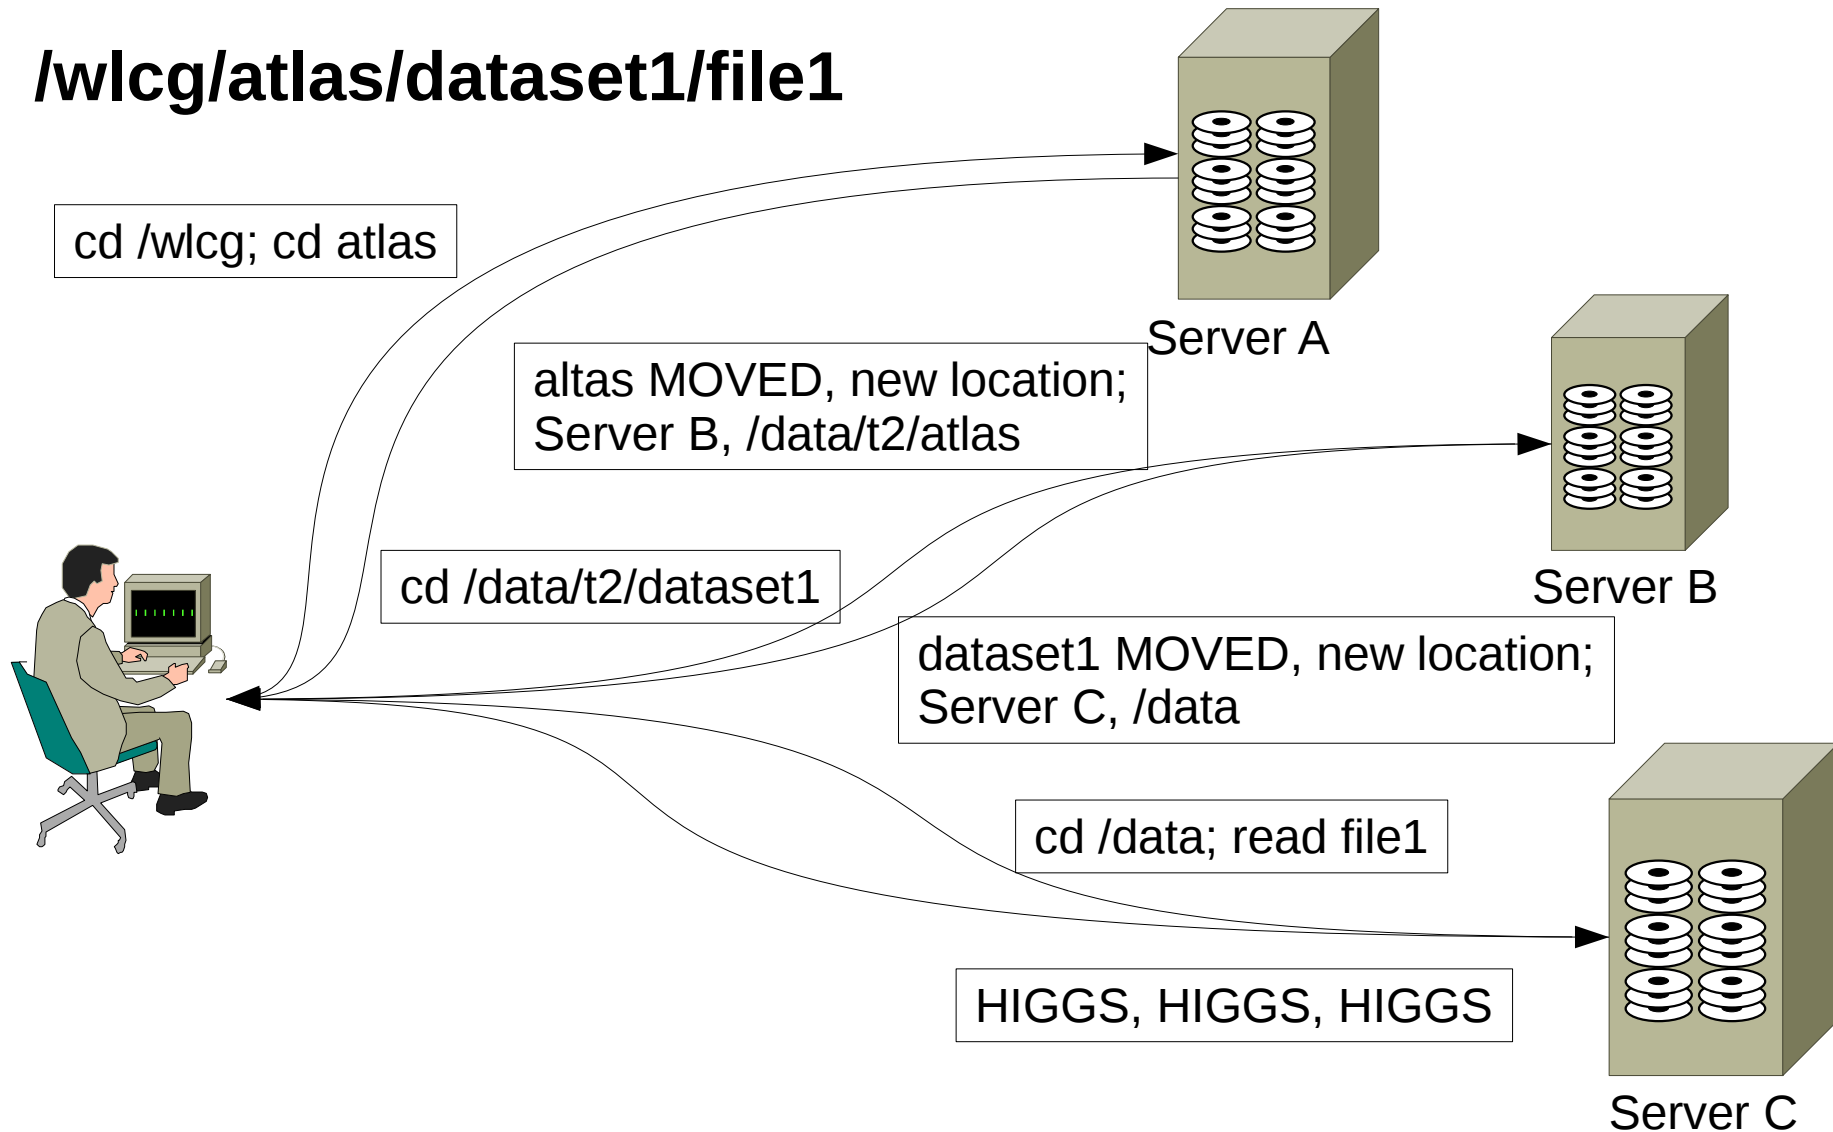 /wlcg/atlas/dataset1/file1
cd /wlcg; cd atlas
Server A
altas MOVED, new location;
Server B, /data/t2/atlas
cd /data/t2/dataset1
Server B
dataset1 MOVED, new location;
Server C, /data
cd /data; read file1
HIGGS, HIGGS, HIGGS
Server C